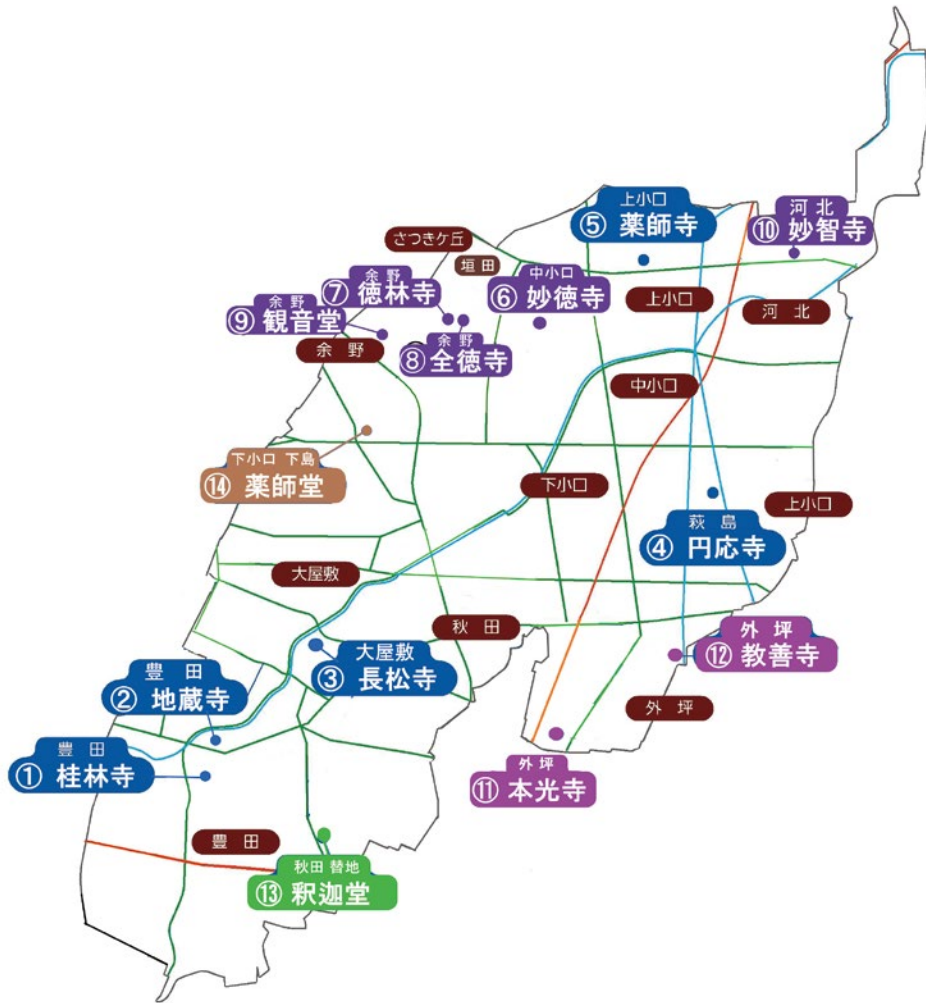 上小口
⑤ 薬師寺
河北
⑩ 妙智寺
さつきケ丘
垣田
余野
⑦ 徳林寺
中小口
⑥ 妙徳寺
上小口
河北
余野
⑨ 観音堂
余野
⑧ 全徳寺
余野
中小口
下小口 下島
⑭ 薬師堂
下小口
上小口
萩島
④ 円応寺
大屋敷
秋田
外坪
⑫ 教善寺
大屋敷
③ 長松寺
豊田
② 地蔵寺
外坪
豊田
① 桂林寺
外坪
⑪ 本光寺
豊田
秋田 替地
⑬ 釈迦堂